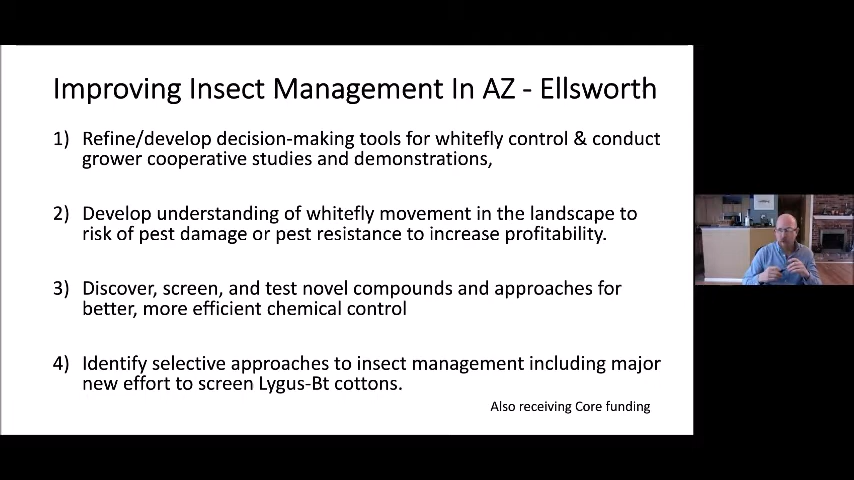 Improving Insect Management In AZ - Ellsworth
1) Refine/develop decision-making tools for whitefly control & conduct
grower cooperative studies and demonstrations,
2) Develop understanding of whitefly movement in the landscape to
risk of pest damage or pest resistance to increase profitability.
3) Discover, screen, and test novel compounds and approaches for
better, more efficient chemical control
4) Identify selective approaches to insect management including major
new effort to screen Lygus-Bt cottons.
Also receiving Core funding